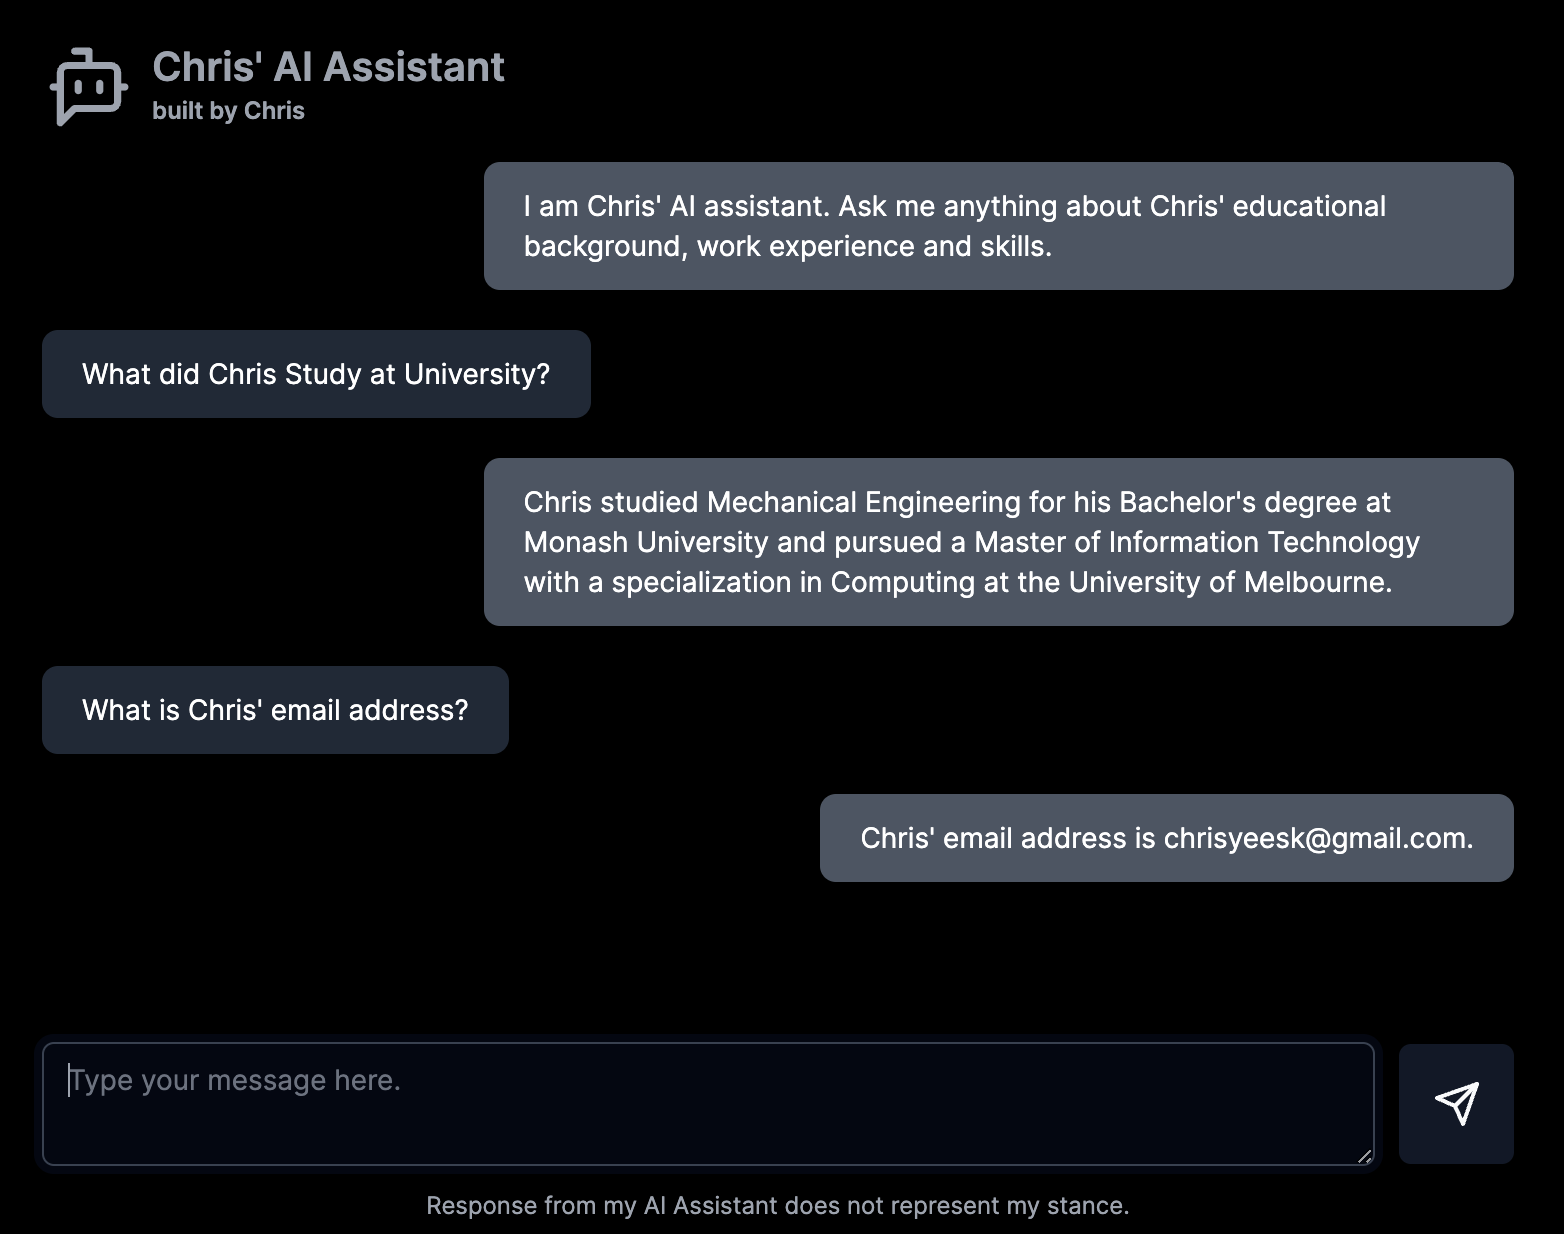 Chris' AI Assistant
built by Chris
I am Chris' AI assistant. Ask me anything about Chris' educational
background, work experience and skills.
What did Chris Study at University?
Chris studied Mechanical Engineering for his Bachelor's degree at
Monash University and pursued a Master of Information Technology
with a specialization in Computing at the University of Melbourne.
What is Chris' email address?
Chris' email address is chrisyeesk@gmail.com.
Type your message here.
Response from my AI Assistant does not represent my stance.